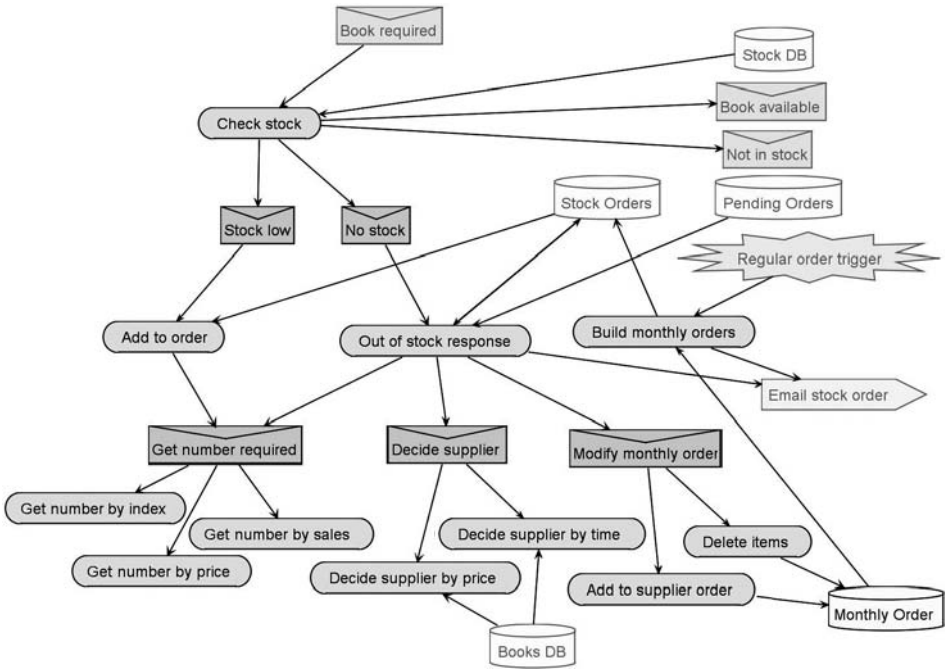 Book required
Stock DB
Book available
Check stock
Not in stock
Stock Orders
Pending Orders
Stock low
No stock
Regular order trigger
Add to order
Out of stock response
Build monthly orders
Email stock order
Get number required
Decide supplier
Modify monthly order
Get number by index
Get number by sales
Decide supplier by time
Delete items
Get number by price
Decide supplier by price
Add to supplier order
Monthly Order
Books DB